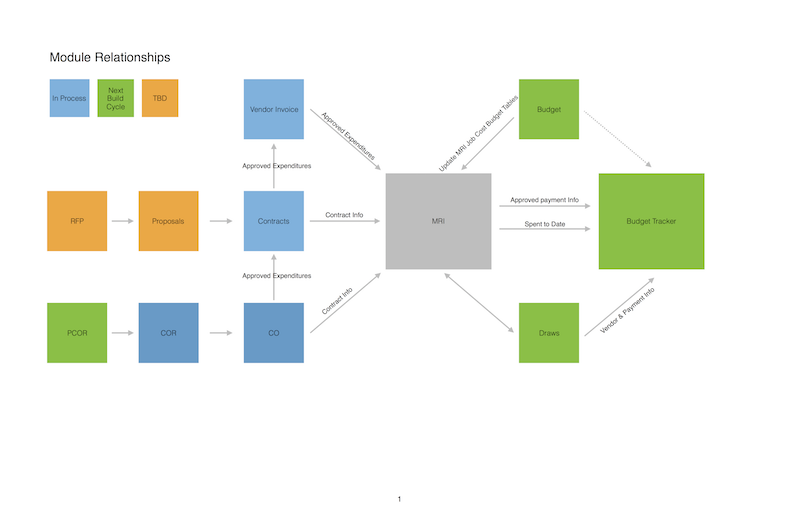 Module Relationships
In Process
Next
Build
Cycle
TBD
Vendor Invoice
Budget
Approved Expenditures
Update MRI Job Cost Budget Tables
Approved Expenditures
RFP
Proposals
Contracts
Contract Info
MRI
Approved payment Info
Spent to Date
Budget Tracker
Approved Expenditures
Contract Info
Vendor & Payment Info
PCOR
COR
CO
Draws
1